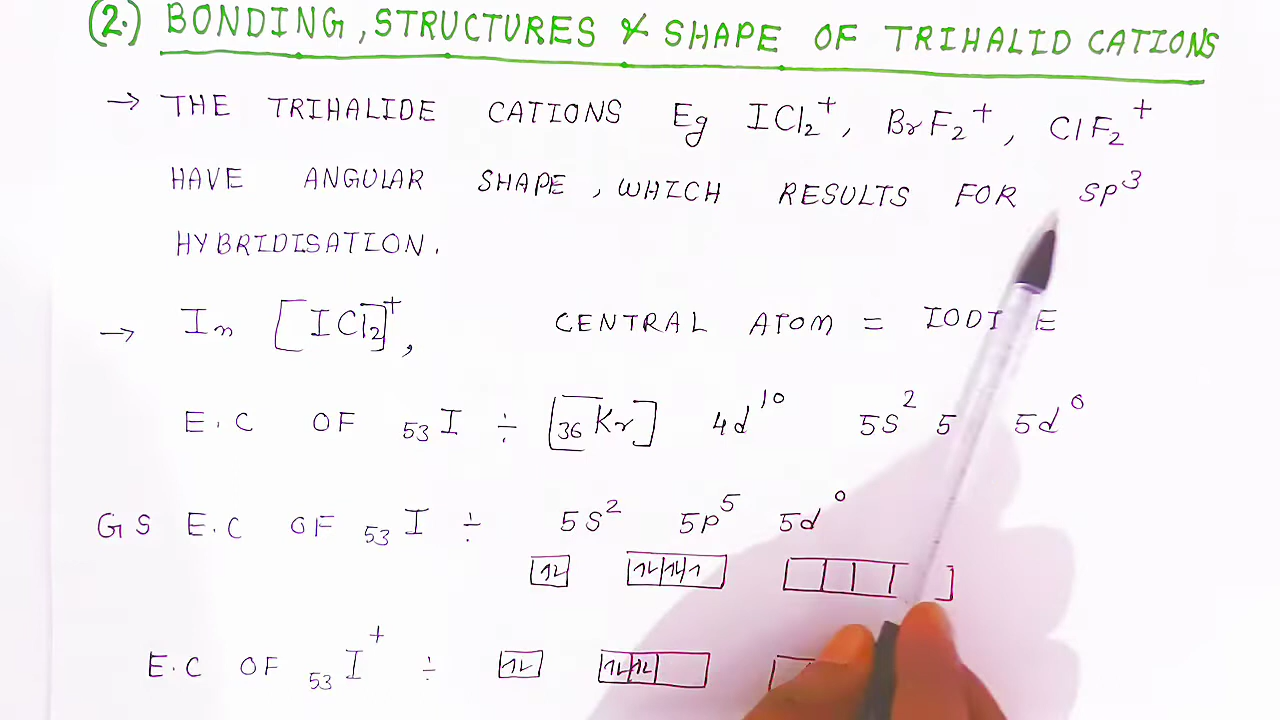 (2.) BONDING, STRUCTURES & SHAPE OF TRIHALID CATIONS
→ THE TRIHALIDE CATIONS Eg ICl₂⁺, BrF₂⁺, ClF₂⁺
HAVE ANGULAR SHAPE, WHICH RESULTS FOR SP³
HYBRIDISATION.
→ In [ICl₂]⁺, CENTRAL ATOM = IODI E
E.C OF ₅₃I ÷ [₃₆Kr] 4d¹⁰ 5S² 5 5d⁰
GS E.C OF ₅₃I ÷ 5S² 5P⁵ 5d⁰
E.C OF ₅₃I⁺ ÷